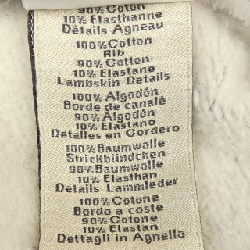 90% Coton
10% Elasthanne
Détails Agneau
100% Cotton
Rib
90% Cotton
10% Elastane
Lambskin Details
100% Algodón
Borde de canalé
90% Algodón
10% Elastano
Detalles en Cordero
100% Baumwolle
Strickbündchen
90% Baumwolle
10% Elasthan
Details Lammleder
100% Cotone
Bordo a coste
90% Cotone
10% Elastan
Dettagli in Agnello